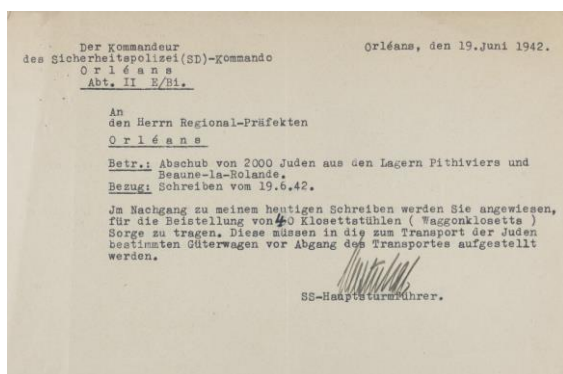 Der Kommandeur
des Sicherheitspolizei(SD)-Kommando
Orléans
Abt. II E/Bi.
Orléans, den 19.Juni 1942.
An
den Herrn Regional-Präfekten
Orléans
Betr.: Abschub von 2000 Juden aus den Lagern Pithiviers und
Beaune-la-Rolande.
Bezug: Schreiben vom 19.6.42.
Jm Nachgang zu meinem heutigen Schreiben werden Sie angewiesen,
für die Beistellung von 40 Klosettstühlen ( Waggonklosetts )
Sorge zu tragen. Diese müssen in die zum Transport der Juden
bestimmten Güterwagen vor Abgang des Transportes aufgestellt
werden.
SS-Hauptsturmführer.